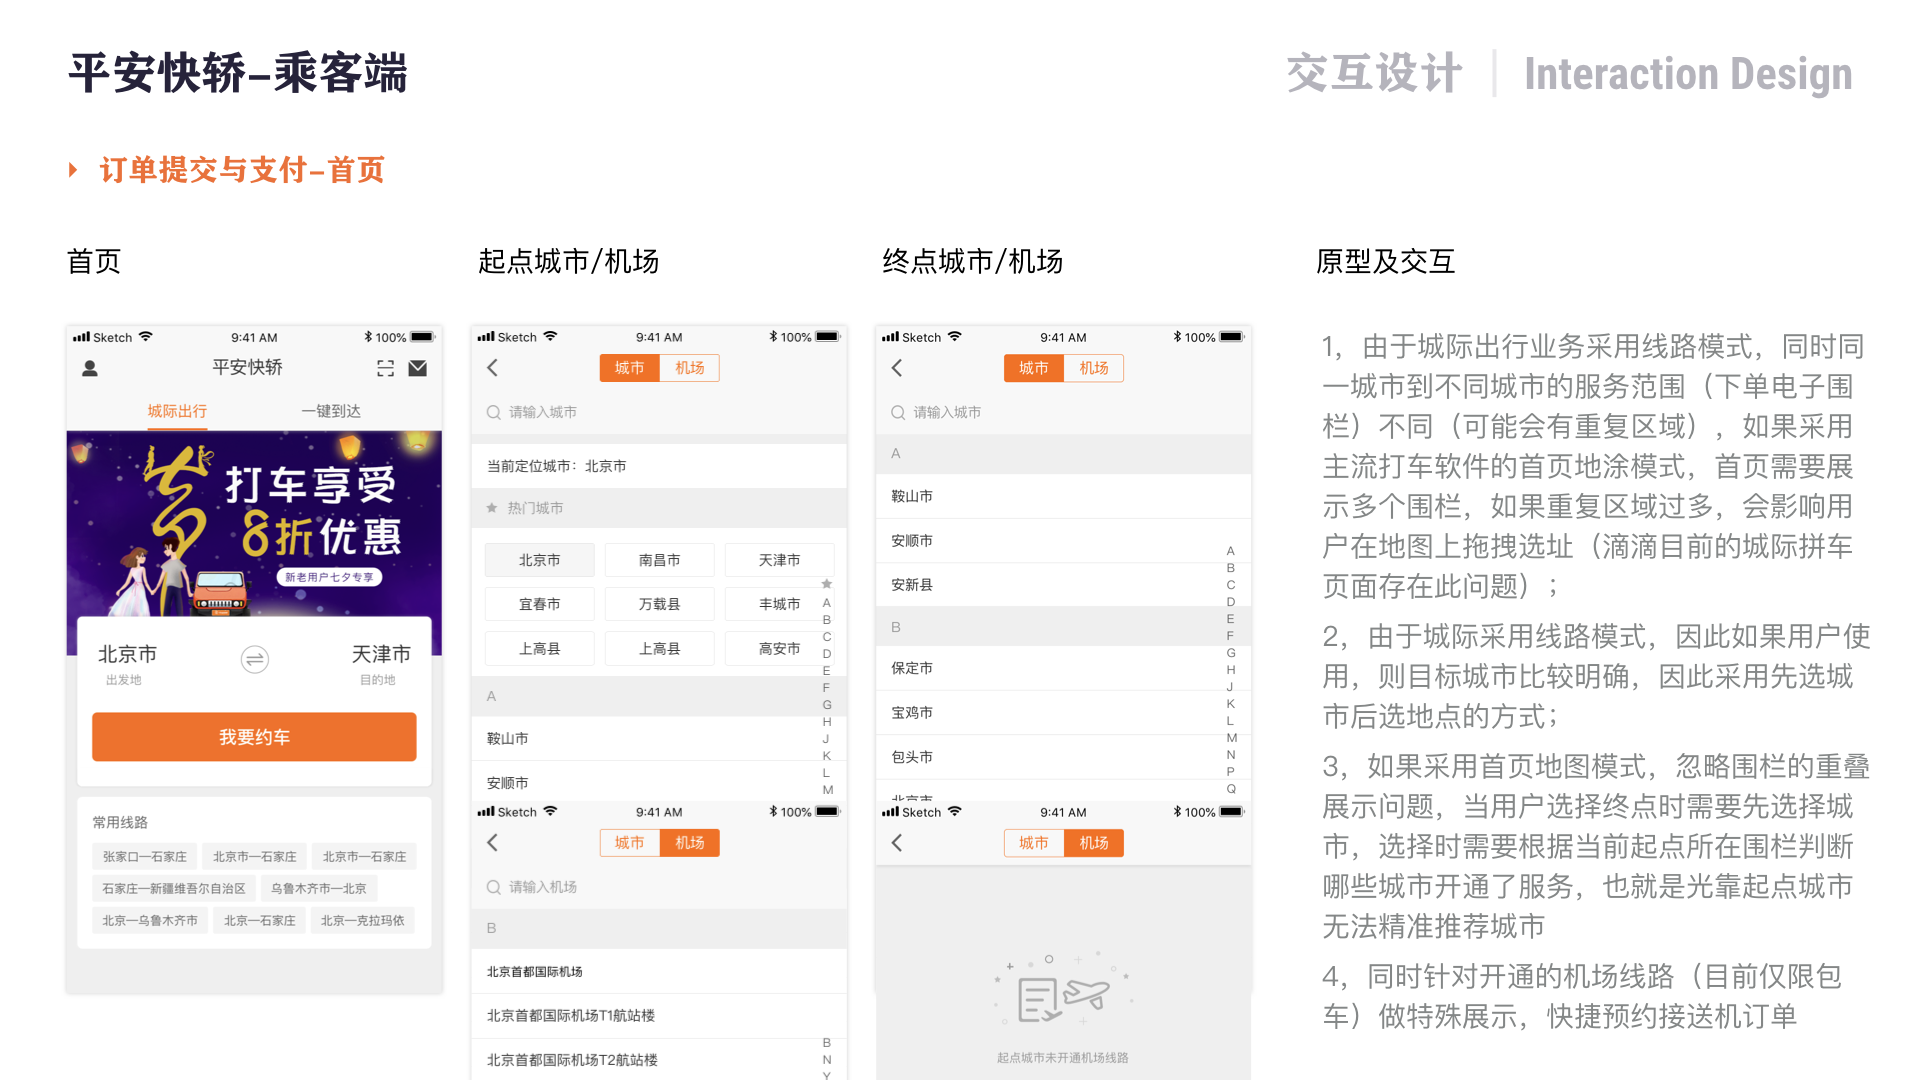 平安快轿-乘客端
交互设计 | Interaction Design
订单提交与支付-首页
首页
起点城市/机场
终点城市/机场
原型及交互
Sketch 9:41 AM 100%
平安快轿
城际出行 一键到达
打车享受
8折优惠
新老用户七夕专享
北京市 天津市
出发地 目的地
我要约车
常用线路
张家口—石家庄 北京市—石家庄 北京市—石家庄
石家庄—新疆维吾尔自治区 乌鲁木齐市—北京
北京—乌鲁木齐市 北京—石家庄 北京—克拉玛依
Sketch 9:41 AM 100%
城市 机场
请输入城市
当前定位城市：北京市
热门城市
北京市 南昌市 天津市
宜春市 万载县 丰城市
上高县 上高县 高安市
A
鞍山市
安顺市
A
B
C
D
E
F
G
H
J
K
L
M
Sketch 9:41 AM 100%
城市 机场
请输入机场
B
北京首都国际机场
北京首都国际机场T1航站楼
北京首都国际机场T2航站楼
B
N
Y
Sketch 9:41 AM 100%
城市 机场
请输入城市
A
鞍山市
安顺市
安新县
B
保定市
宝鸡市
包头市
北京市
A
B
C
D
E
F
G
H
J
K
L
M
N
P
Q
Sketch 9:41 AM 100%
城市 机场
起点城市未开通机场线路
1，由于城际出行业务采用线路模式，同时同
一城市到不同城市的服务范围（下单电子围
栏）不同（可能会有重复区域），如果采用
主流打车软件的首页地涂模式，首页需要展
示多个围栏，如果重复区域过多，会影响用
户在地图上拖拽选址（滴滴目前的城际拼车
页面存在此问题）；
2，由于城际采用线路模式，因此如果用户使
用，则目标城市比较明确，因此采用先选城
市后选地点的方式；
3，如果采用首页地图模式，忽略围栏的重叠
展示问题，当用户选择终点时需要先选择城
市，选择时需要根据当前起点所在围栏判断
哪些城市开通了服务，也就是光靠起点城市
无法精准推荐城市
4，同时针对开通的机场线路（目前仅限包
车）做特殊展示，快捷预约接送机订单